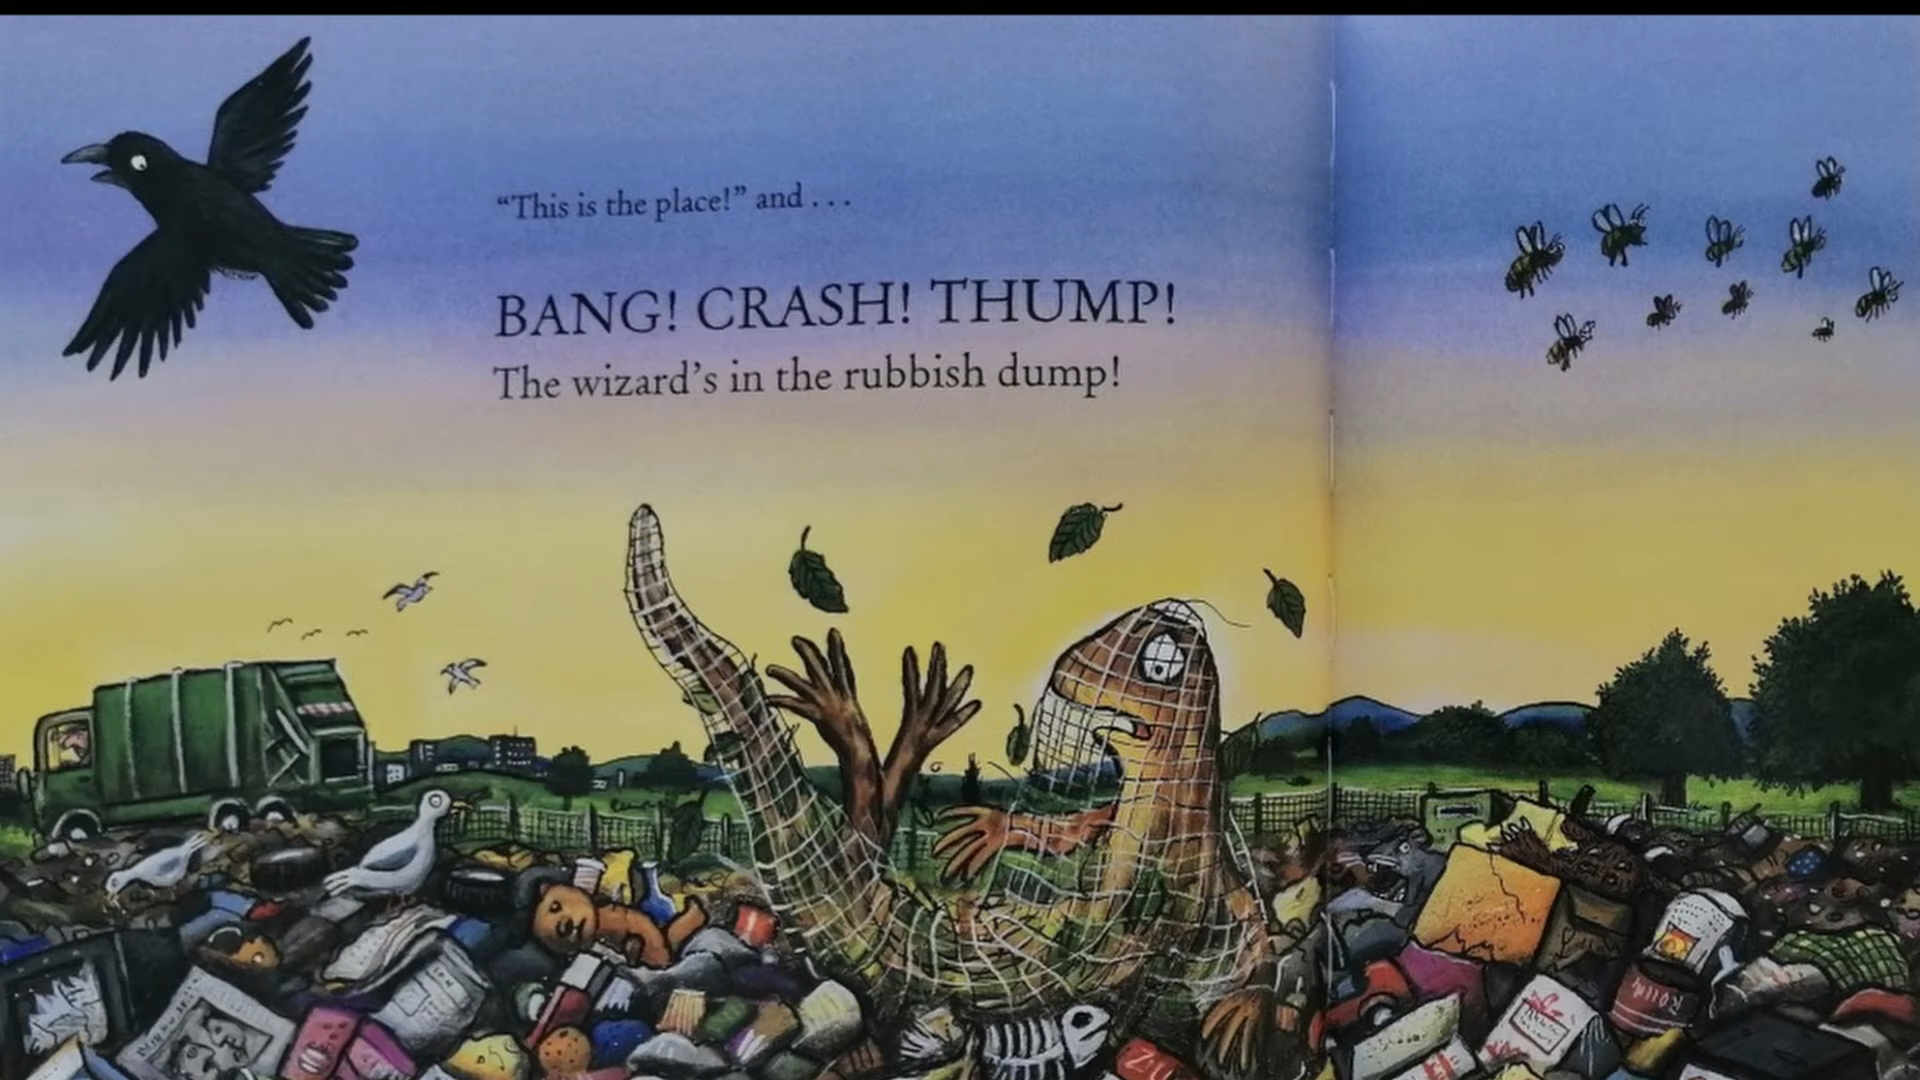 “This is the place!” and . . .
BANG! CRASH! THUMP!
The wizard’s in the rubbish dump!